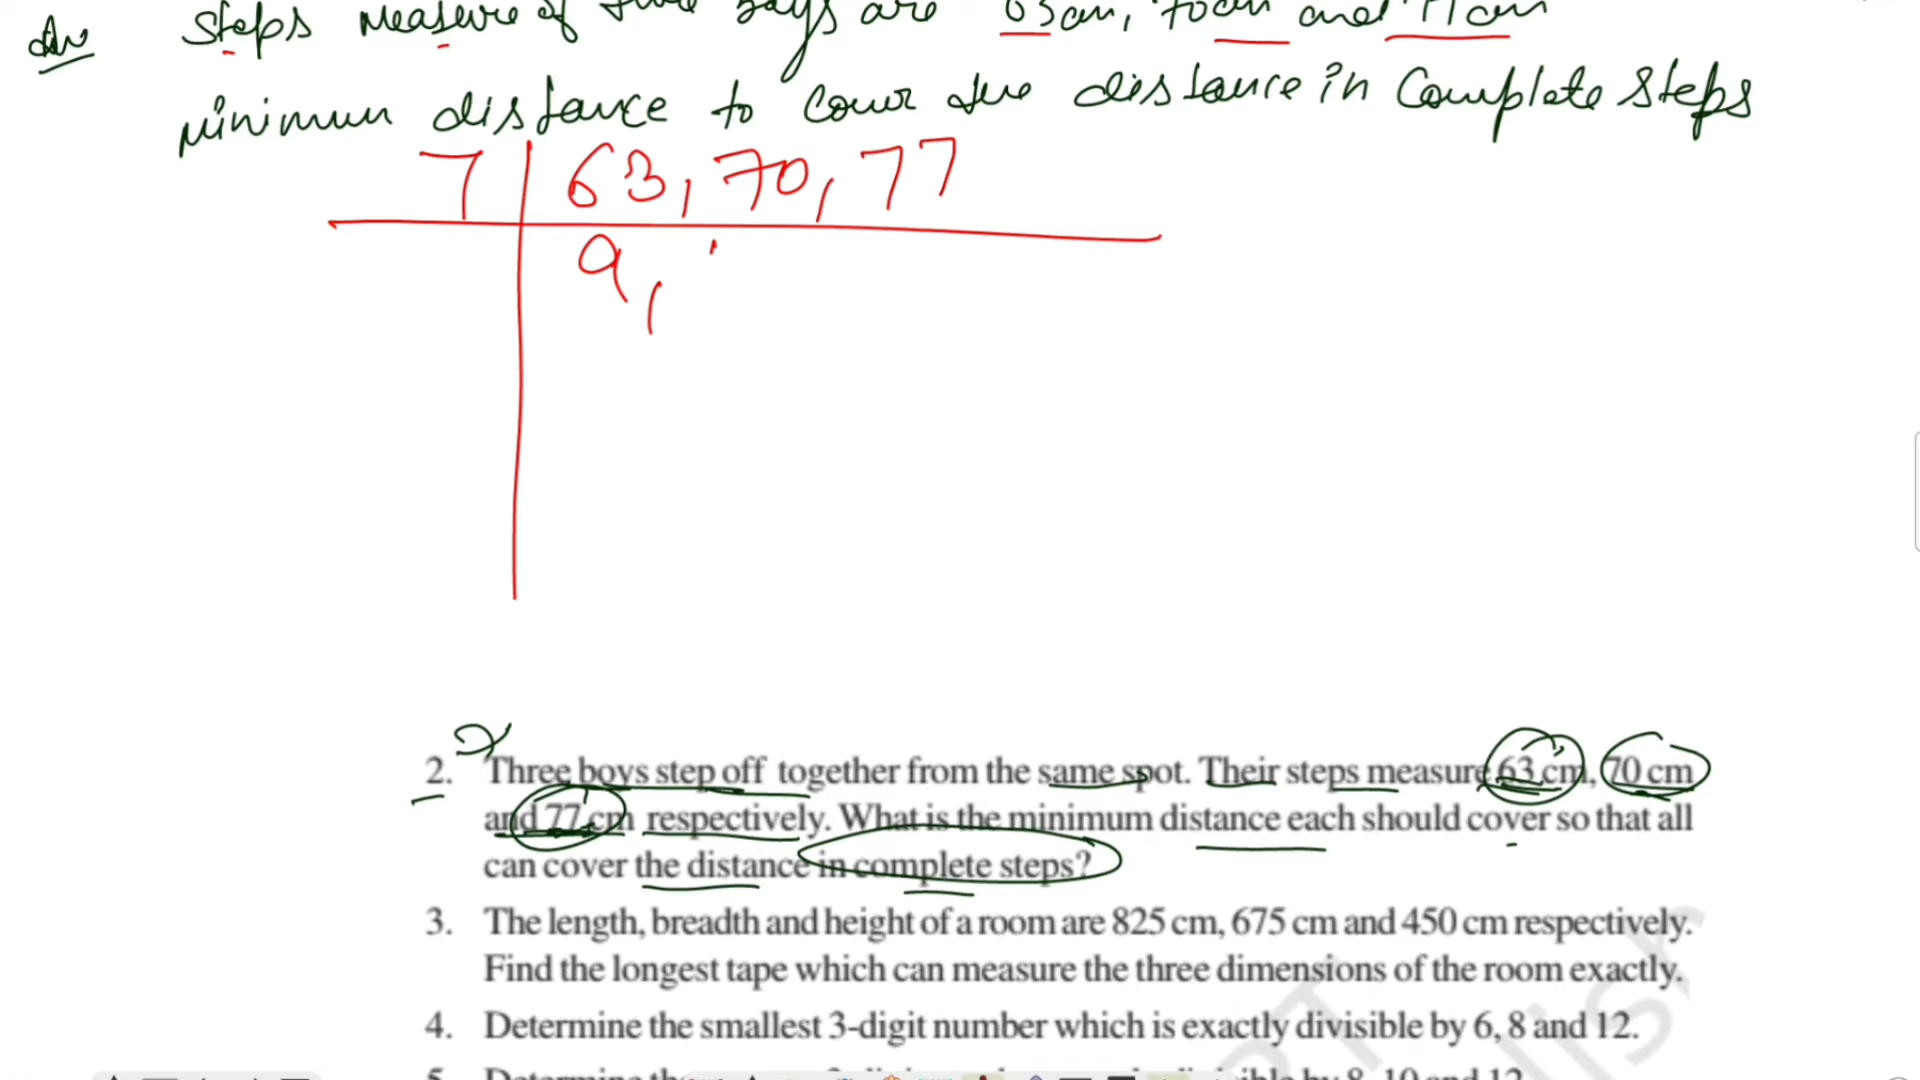 Steps measure of three boys are 63cm, 70cm and 77cm
minimum distance to cover the distance in Complete Steps
7 | 63, 70, 77
9,
2. Three boys step off together from the same spot. Their steps measure 63 cm, 70 cm
and 77 cm respectively. What is the minimum distance each should cover so that all
can cover the distance in complete steps?
3. The length, breadth and height of a room are 825 cm, 675 cm and 450 cm respectively.
Find the longest tape which can measure the three dimensions of the room exactly.
4. Determine the smallest 3-digit number which is exactly divisible by 6, 8 and 12.